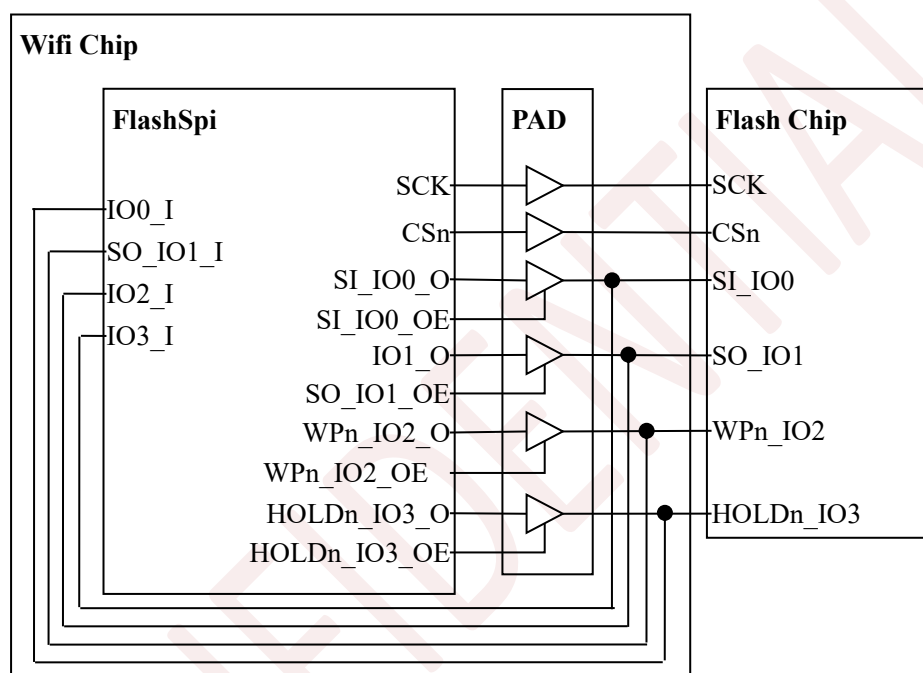 Wifi Chip
FlashSpi
PAD
Flash Chip
SCK
SCK
IO0_I
CSn
CSn
SO_IO1_I
SI_IO0_O
SI_IO0
IO2_I
SI_IO0_OE
IO3_I
IO1_O
SO_IO1
SO_IO1_OE
WPn_IO2_O
WPn_IO2
WPn_IO2_OE
HOLDn_IO3_O
HOLDn_IO3
HOLDn_IO3_OE